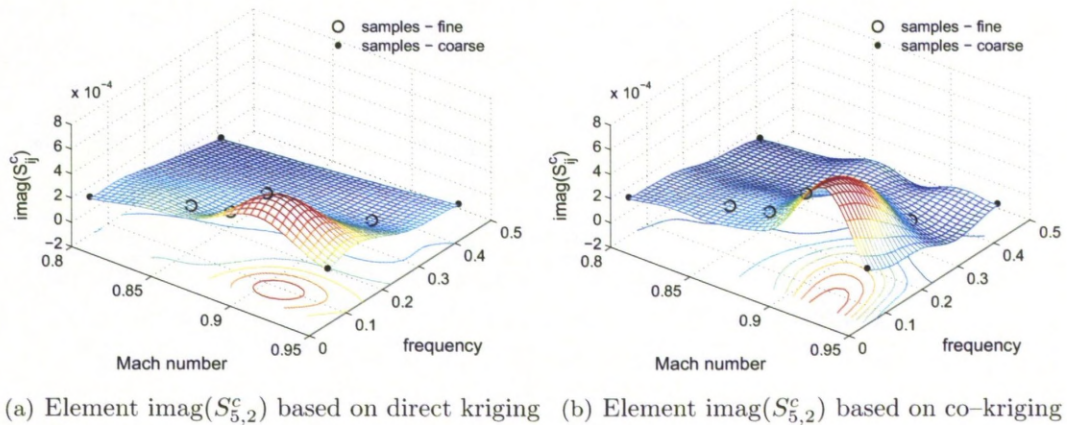 samples – fine
samples – coarse
x 10⁻⁴
8
6
4
2
0
−2
imag(S^c_ij)
0.8
0.85
0.9
0.95
Mach number
0
0.1
0.2
0.3
0.4
0.5
frequency
(a) Element imag(S^c_{5,2}) based on direct kriging
samples – fine
samples – coarse
x 10⁻⁴
8
6
4
2
0
−2
imag(S^c_ij)
0.8
0.85
0.9
0.95
Mach number
0
0.1
0.2
0.3
0.4
0.5
frequency
(b) Element imag(S^c_{5,2}) based on co–kriging